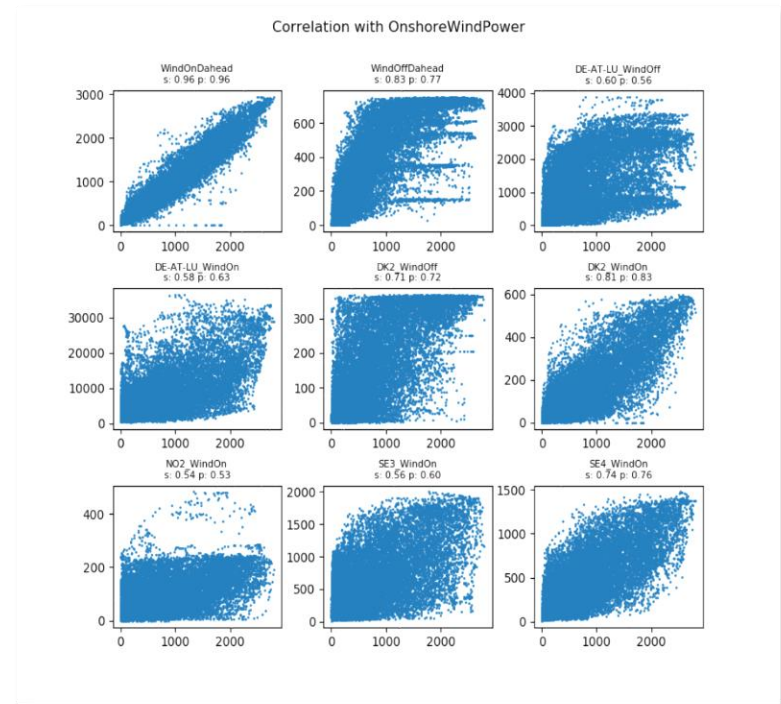 Correlation with OnshoreWindPower
WindOnDahead
s: 0.96 p: 0.96
3000
2000
1000
0
0 1000 2000
WindOffDahead
s: 0.83 p: 0.77
600
400
200
0
0 1000 2000
DE-AT-LU_WindOff
s: 0.60 p: 0.56
4000
3000
2000
1000
0
0 1000 2000
DE-AT-LU_WindOn
s: 0.58 p: 0.63
30000
20000
10000
0
0 1000 2000
DK2_WindOff
s: 0.71 p: 0.72
300
200
100
0
0 1000 2000
DK2_WindOn
s: 0.81 p: 0.83
600
400
200
0
0 1000 2000
NO2_WindOn
s: 0.54 p: 0.53
400
200
0
0 1000 2000
SE3_WindOn
s: 0.56 p: 0.60
2000
1500
1000
500
0
0 1000 2000
SE4_WindOn
s: 0.74 p: 0.76
1500
1000
500
0
0 1000 2000